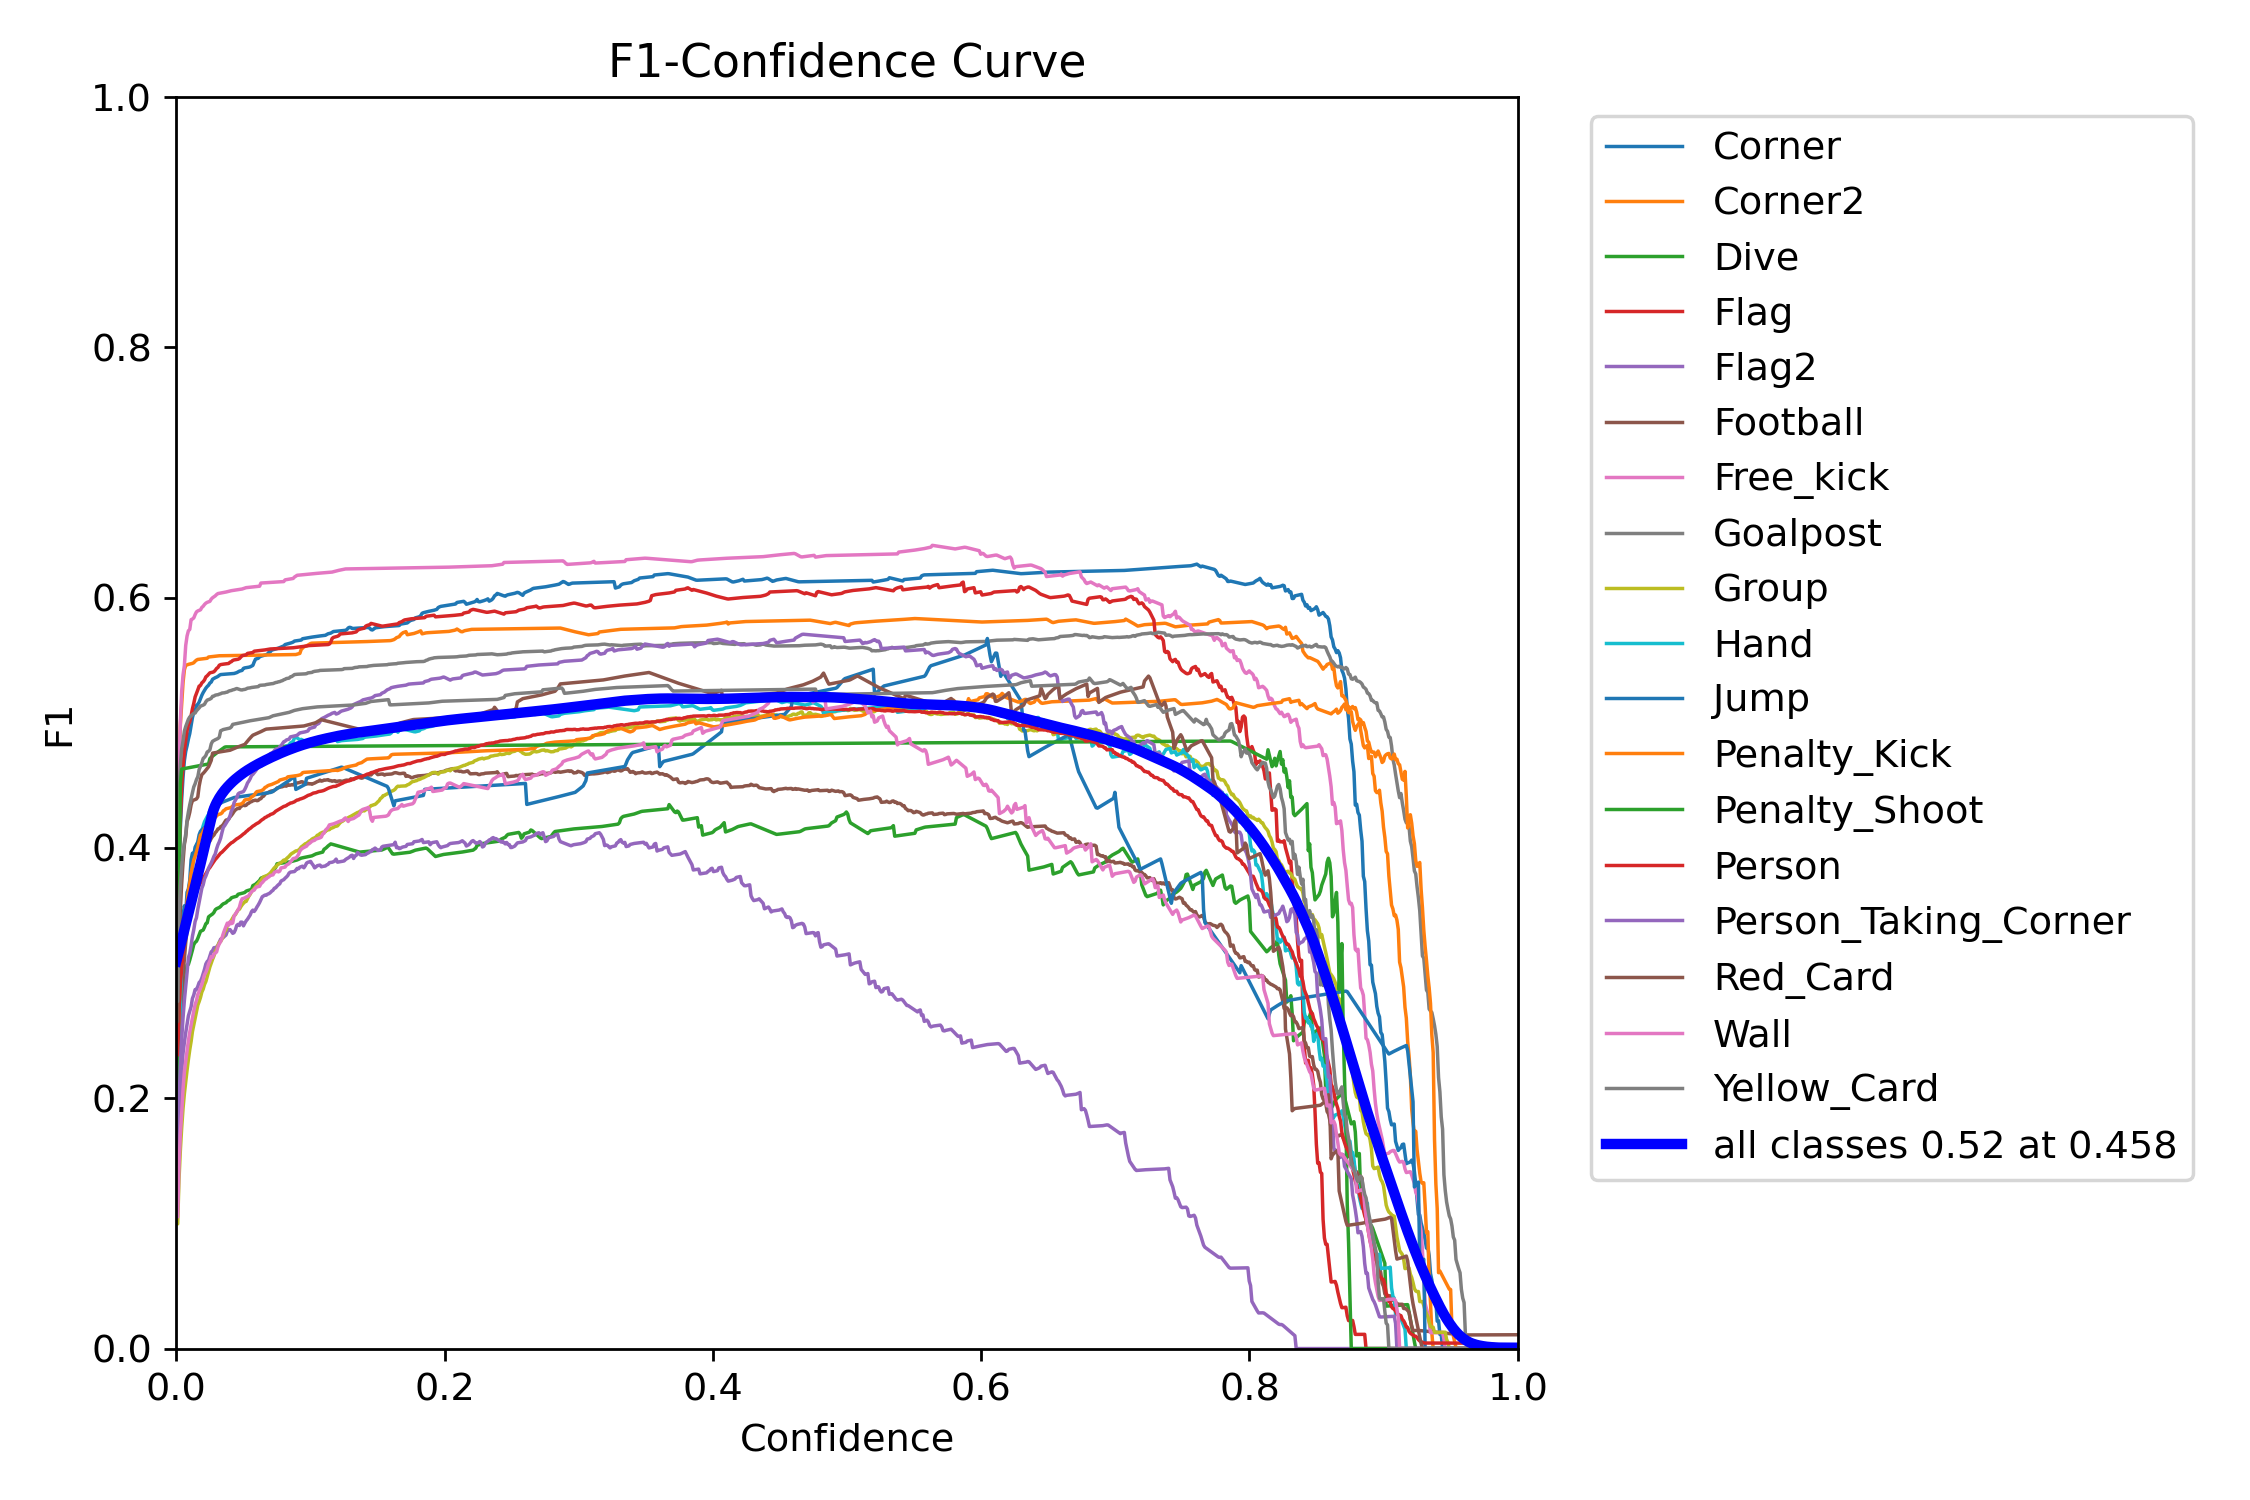 F1-Confidence Curve
1.0
0.8
0.6
0.4
0.2
0.0
F1
0.0 0.2 0.4 0.6 0.8 1.0
Confidence
Corner
Corner2
Dive
Flag
Flag2
Football
Free_kick
Goalpost
Group
Hand
Jump
Penalty_Kick
Penalty_Shoot
Person
Person_Taking_Corner
Red_Card
Wall
Yellow_Card
all classes 0.52 at 0.458